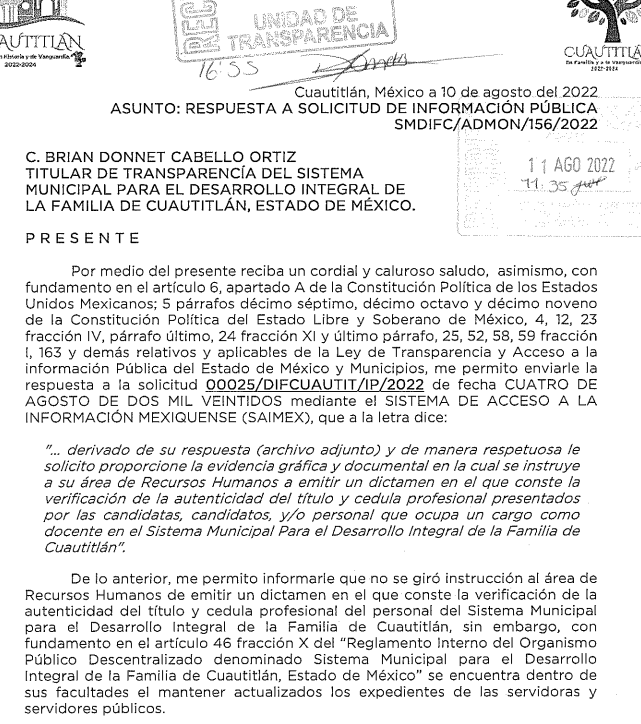 AUTITLAN
en Historia y de Vanguardia
2022-2024
REC
UNIDAD DE
TRANSPARENCIA
16:55
CUAUTITLA
En Familia y a la Vanguardia
2022-2024
Cuautitlán, México a 10 de agosto del 2022
ASUNTO: RESPUESTA A SOLICITUD DE INFORMACIÓN PÚBLICA
SMDIFC/ADMON/156/2022
C. BRIAN DONNET CABELLO ORTIZ
TITULAR DE TRANSPARENCÍA DEL SISTEMA
MUNICIPAL PARA EL DESARROLLO INTEGRAL DE
LA FAMILIA DE CUAUTITLÁN, ESTADO DE MÉXICO.
11 AGO 2022
11:35
P R E S E N T E
Por medio del presente reciba un cordial y caluroso saludo, asimismo, con
fundamento en el artículo 6, apartado A de la Constitución Política de los Estados
Unidos Mexicanos; 5 párrafos décimo séptimo, décimo octavo y décimo noveno
de la Constitución Política del Estado Libre y Soberano de México, 4, 12, 23
fracción IV, párrafo último, 24 fracción XI y último párrafo, 25, 52, 58, 59 fracción
I, 163 y demás relativos y aplicables de la Ley de Transparencia y Acceso a la
información Pública del Estado de México y Municipios, me permito enviarle la
respuesta a la solicitud 00025/DIFCUAUTIT/IP/2022 de fecha CUATRO DE
AGOSTO DE DOS MIL VEINTIDOS mediante el SISTEMA DE ACCESO A LA
INFORMACIÓN MEXIQUENSE (SAIMEX), que a la letra dice:
"... derivado de su respuesta (archivo adjunto) y de manera respetuosa le
solicito proporcione la evidencia gráfica y documental en la cual se instruye
a su área de Recursos Humanos a emitir un dictamen en el que conste la
verificación de la autenticidad del título y cedula profesional presentados
por las candidatas, candidatos, y/o personal que ocupa un cargo como
docente en el Sistema Municipal Para el Desarrollo Integral de la Familia de
Cuautitlán".
De lo anterior, me permito informarle que no se giró instrucción al área de
Recursos Humanos de emitir un dictamen en el que conste la verificación de la
autenticidad del título y cedula profesional del personal del Sistema Municipal
para el Desarrollo Integral de la Familia de Cuautitlán, sin embargo, con
fundamento en el artículo 46 fracción X del "Reglamento Interno del Organismo
Público Descentralizado denominado Sistema Municipal para el Desarrollo
Integral de la Familia de Cuautitlán, Estado de México" se encuentra dentro de
sus facultades el mantener actualizados los expedientes de las servidoras y
servidores públicos.